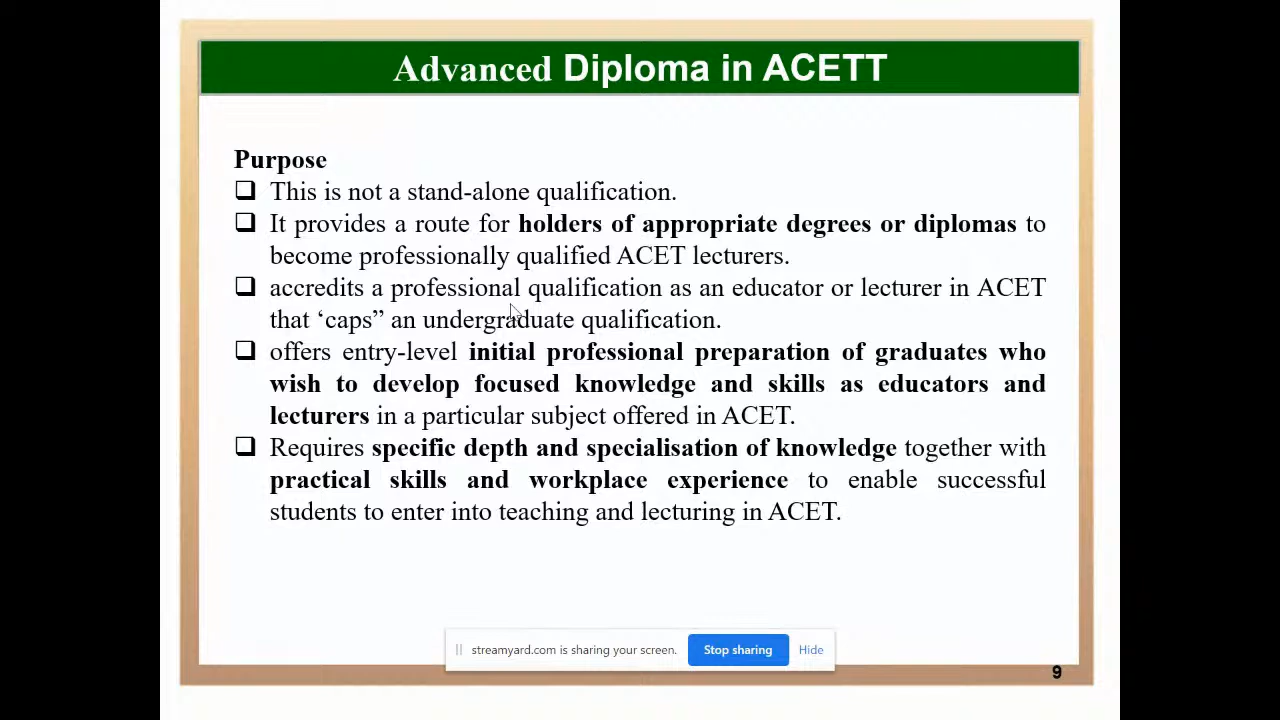 Advanced Diploma in ACETT
Purpose
❑ This is not a stand-alone qualification.
❑ It provides a route for holders of appropriate degrees or diplomas to
become professionally qualified ACET lecturers.
❑ accredits a professional qualification as an educator or lecturer in ACET
that ‘caps” an undergraduate qualification.
❑ offers entry-level initial professional preparation of graduates who
wish to develop focused knowledge and skills as educators and
lecturers in a particular subject offered in ACET.
❑ Requires specific depth and specialisation of knowledge together with
practical skills and workplace experience to enable successful
students to enter into teaching and lecturing in ACET.
streamyard.com is sharing your screen. Stop sharing Hide
9